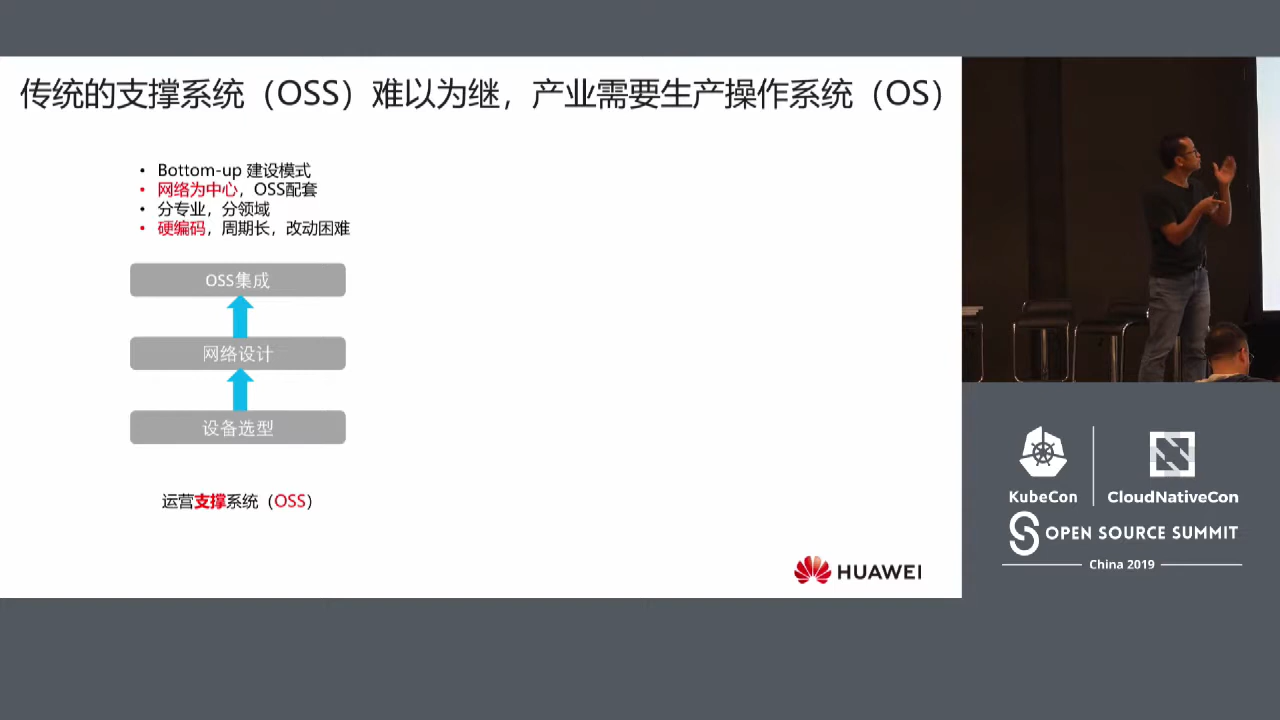 传统的支撑系统（OSS）难以为继，产业需要生产操作系统（OS）
• Bottom-up 建设模式
• 网络为中心，OSS配套
• 分专业，分领域
• 硬编码，周期长，改动困难
OSS集成
网络设计
设备选型
运营支撑系统（OSS）
HUAWEI
KubeCon
CloudNativeCon
OPEN SOURCE SUMMIT
China 2019